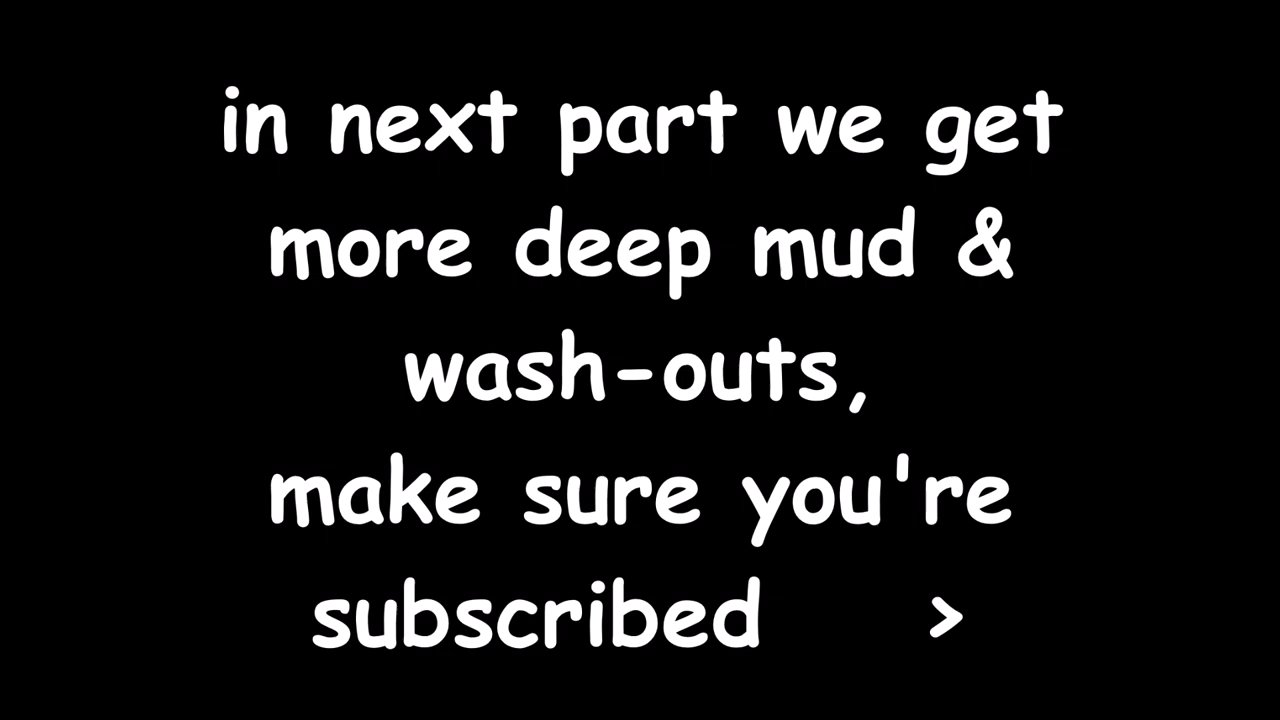 in next part we get
more deep mud &
wash-outs,
make sure you're
subscribed >